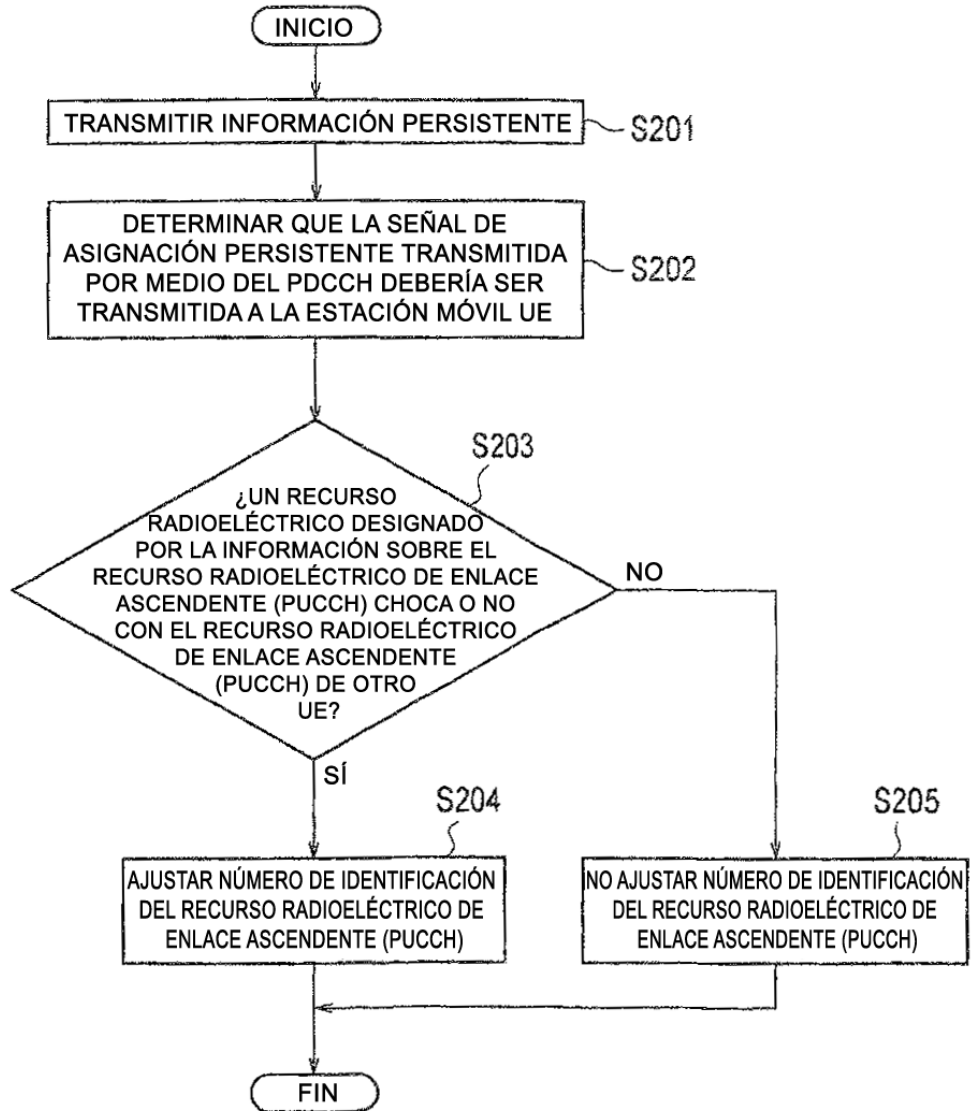 INICIO
TRANSMITIR INFORMACIÓN PERSISTENTE
S201
DETERMINAR QUE LA SEÑAL DE
ASIGNACIÓN PERSISTENTE TRANSMITIDA
POR MEDIO DEL PDCCH DEBERÍA SER
TRANSMITIDA A LA ESTACIÓN MÓVIL UE
S202
S203
¿UN RECURSO
RADIOELÉCTRICO DESIGNADO
POR LA INFORMACIÓN SOBRE EL
RECURSO RADIOELÉCTRICO DE ENLACE
ASCENDENTE (PUCCH) CHOCA O NO
CON EL RECURSO RADIOELÉCTRICO
DE ENLACE ASCENDENTE
(PUCCH) DE OTRO
UE?
NO
SÍ
S204
AJUSTAR NÚMERO DE IDENTIFICACIÓN
DEL RECURSO RADIOELÉCTRICO DE
ENLACE ASCENDENTE (PUCCH)
S205
NO AJUSTAR NÚMERO DE IDENTIFICACIÓN
DEL RECURSO RADIOELÉCTRICO DE
ENLACE ASCENDENTE (PUCCH)
FIN